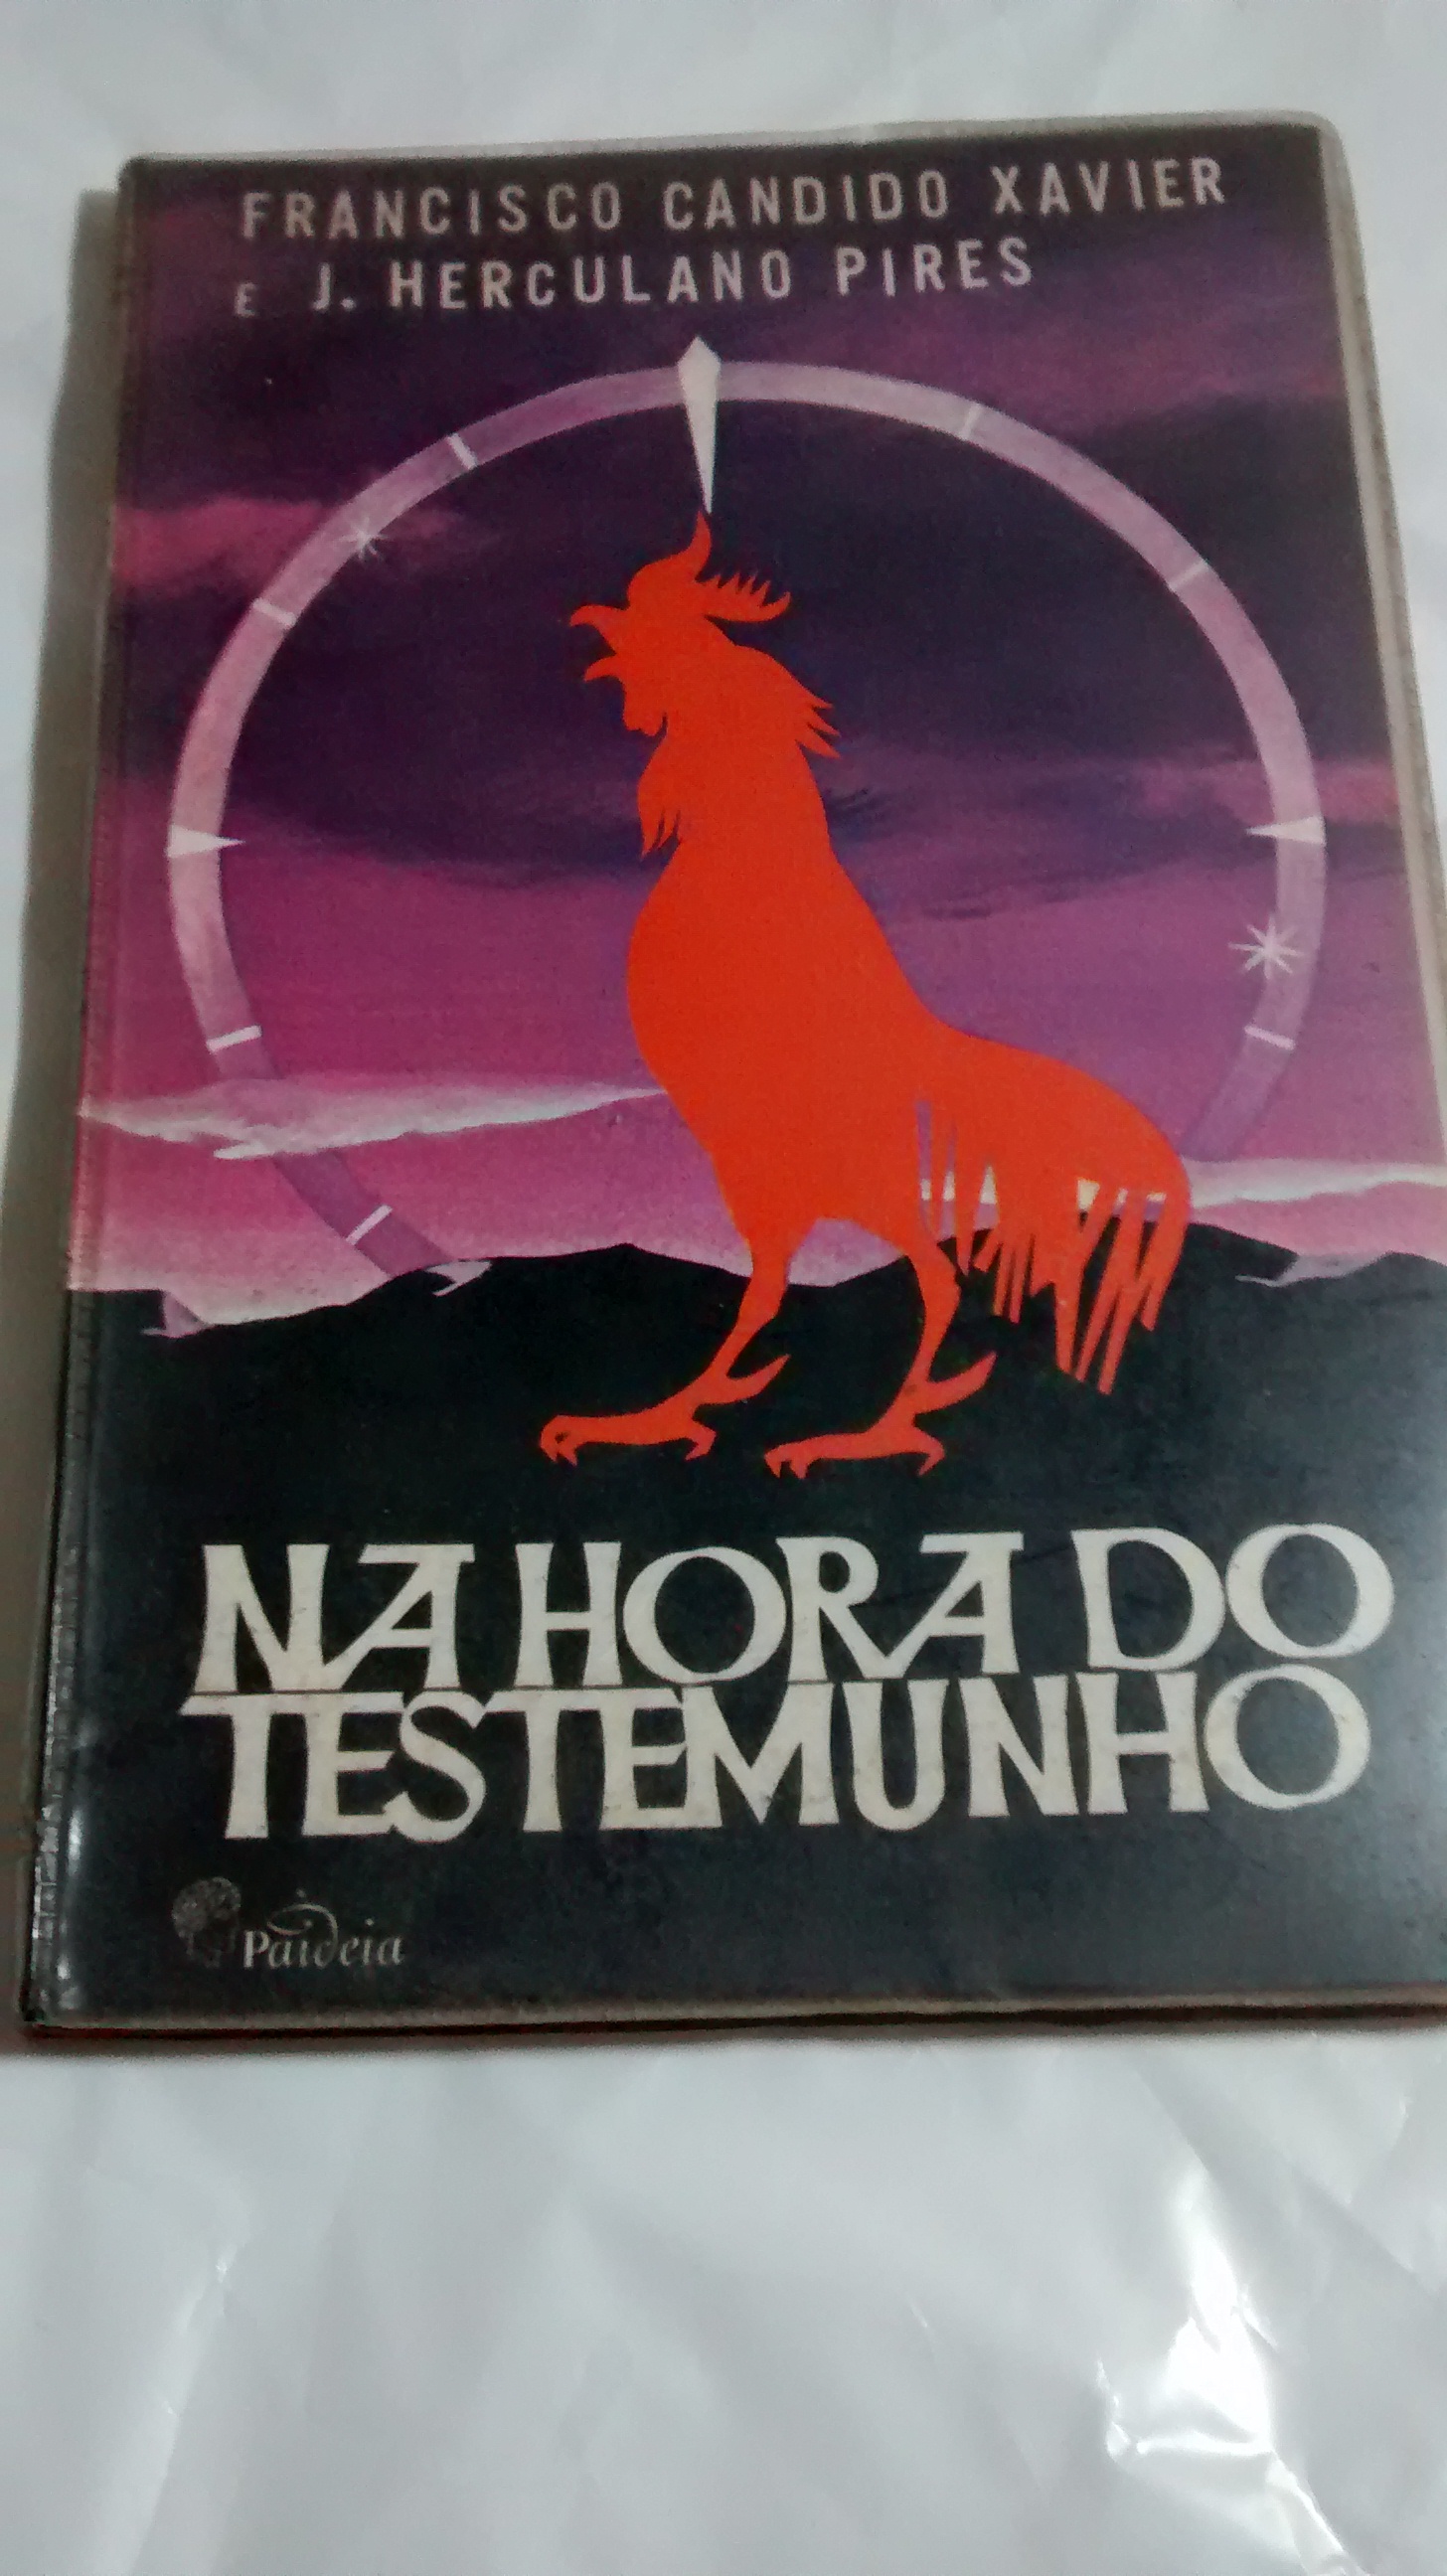 FRANCISCO CANDIDO XAVIER
E J. HERCULANO PIRES
NA HORA DO
TESTEMUNHO
Paideia